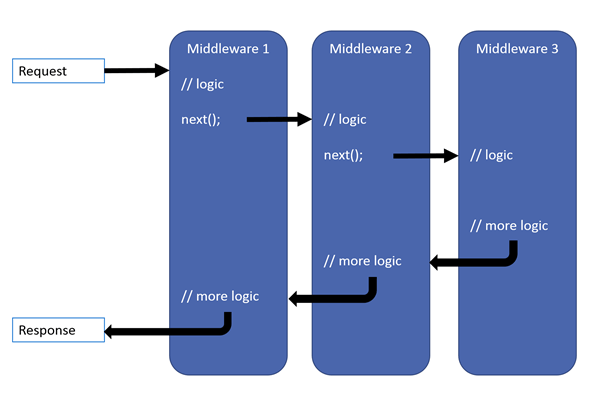 Middleware 1
Middleware 2
Middleware 3
Request
// logic
next();
// logic
next();
// logic
// more logic
// more logic
// more logic
Response